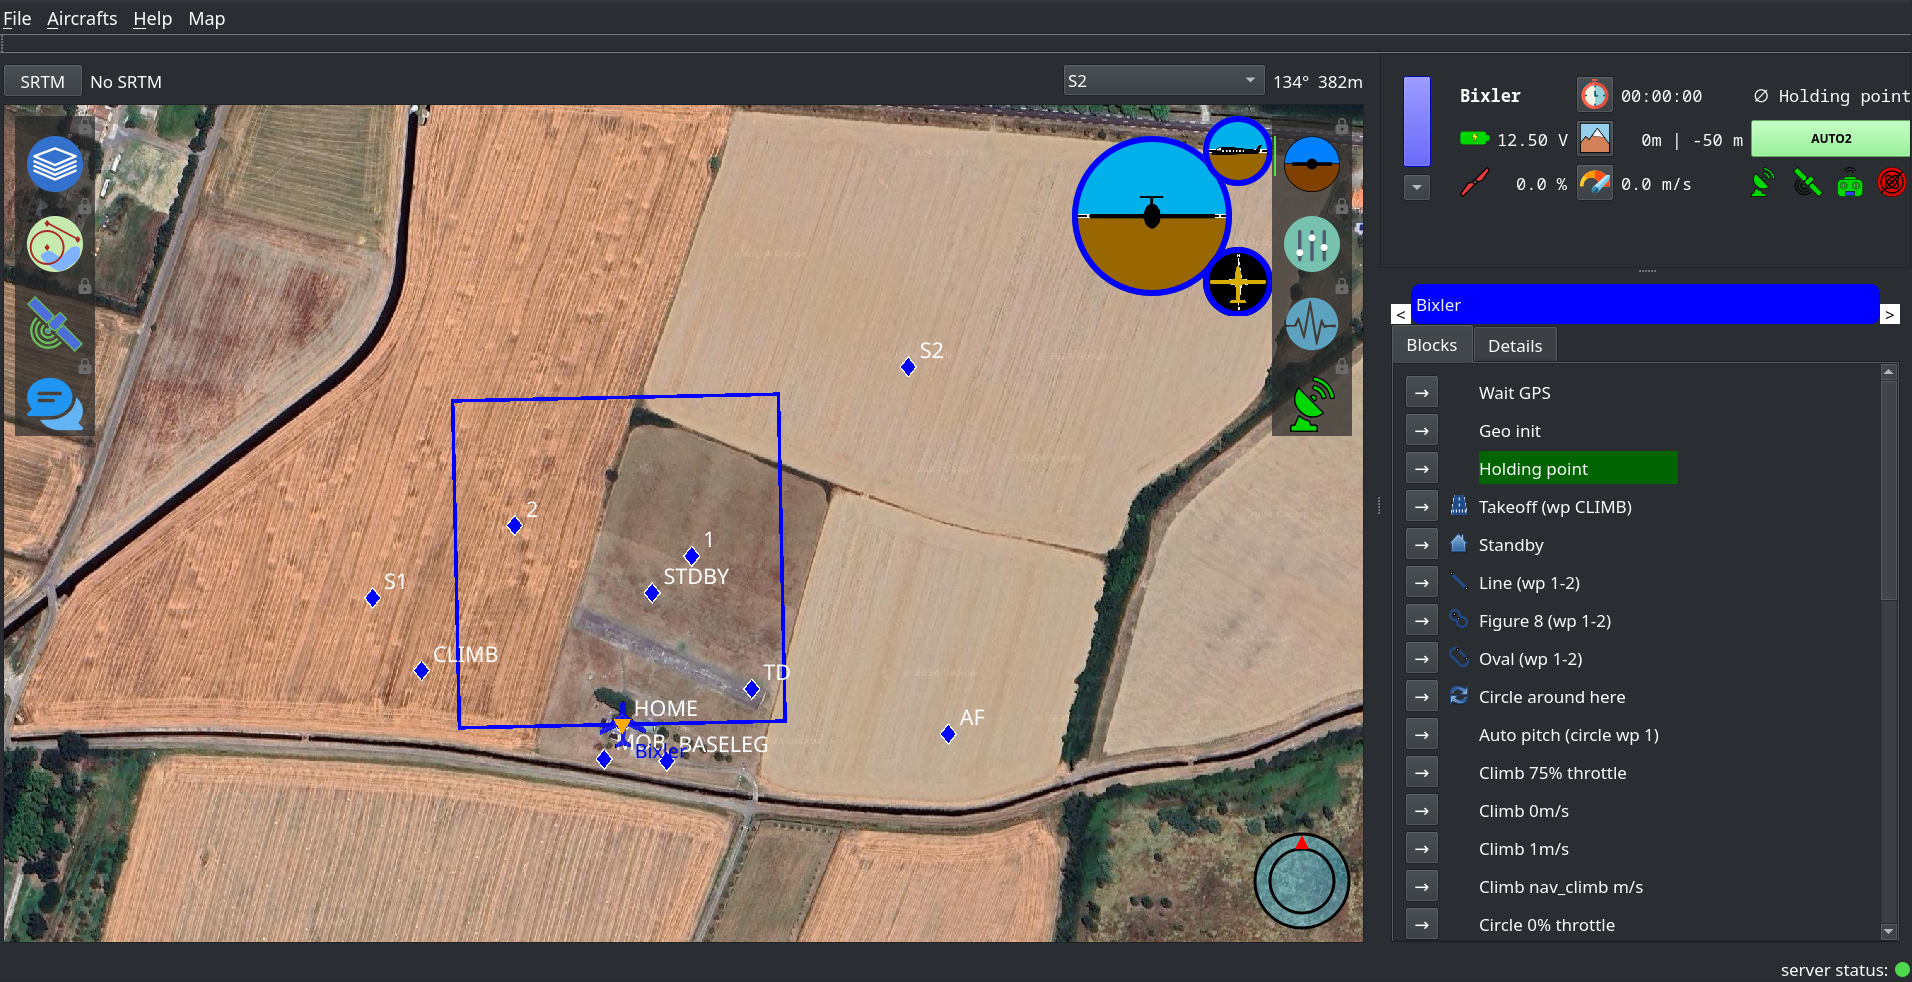 File Aircrafts Help Map
SRTM No SRTM S2 134° 382m
Bixler 00:00:00 ∅ Holding point
12.50 V 0m | -50 m AUTO2
0.0 % 0.0 m/s
S2
2
1
STDBY
S1
CLIMB
TD
HOME
AF
MOB BASELEG
Bixler
< Bixler >
Blocks Details
→ Wait GPS
→ Geo init
→ Holding point
→ Takeoff (wp CLIMB)
→ Standby
→ Line (wp 1-2)
→ Figure 8 (wp 1-2)
→ Oval (wp 1-2)
→ Circle around here
→ Auto pitch (circle wp 1)
→ Climb 75% throttle
→ Climb 0m/s
→ Climb 1m/s
→ Climb nav_climb m/s
→ Circle 0% throttle
server status: